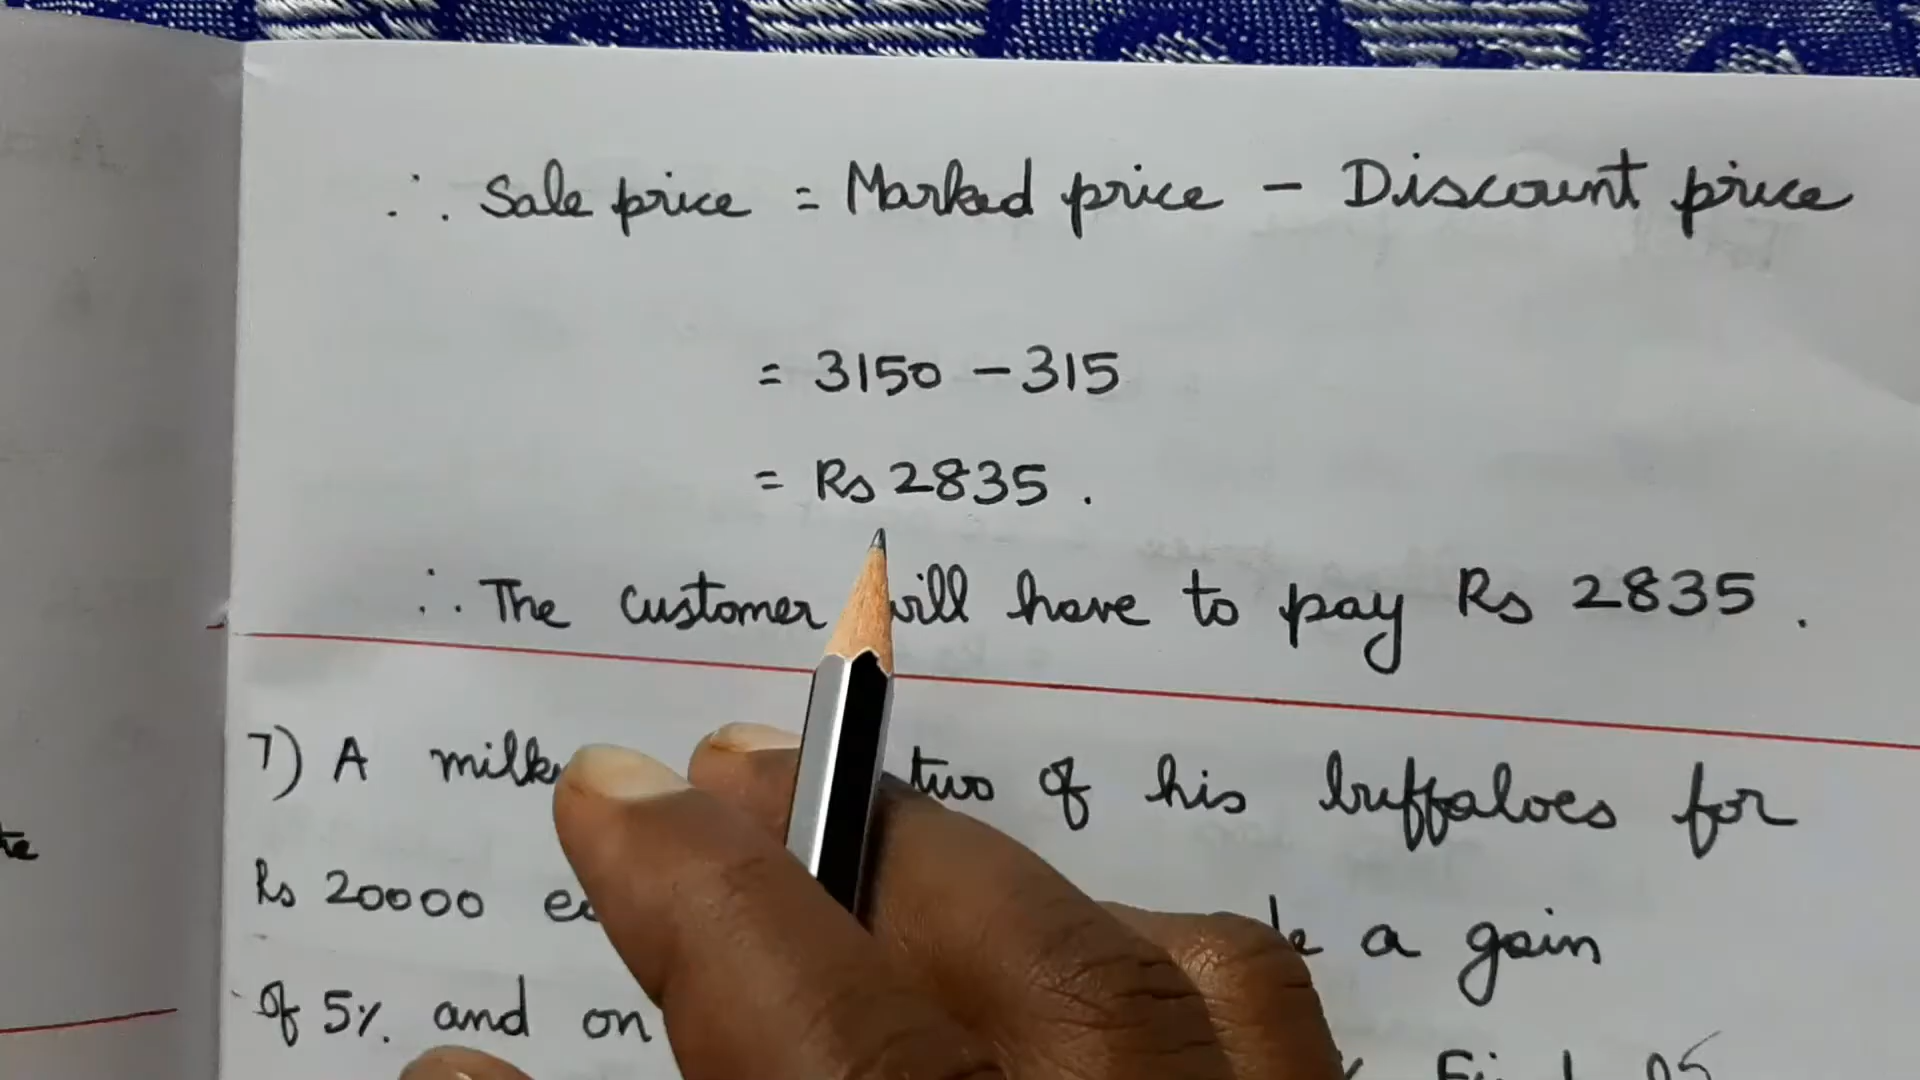 ∴ Sale price = Marked price - Discount price
= 3150 - 315
= Rs 2835 .
∴ The customer will have to pay Rs 2835 .
7) A two of his buffaloes for
Rs 20000 a gain
of 5% and on